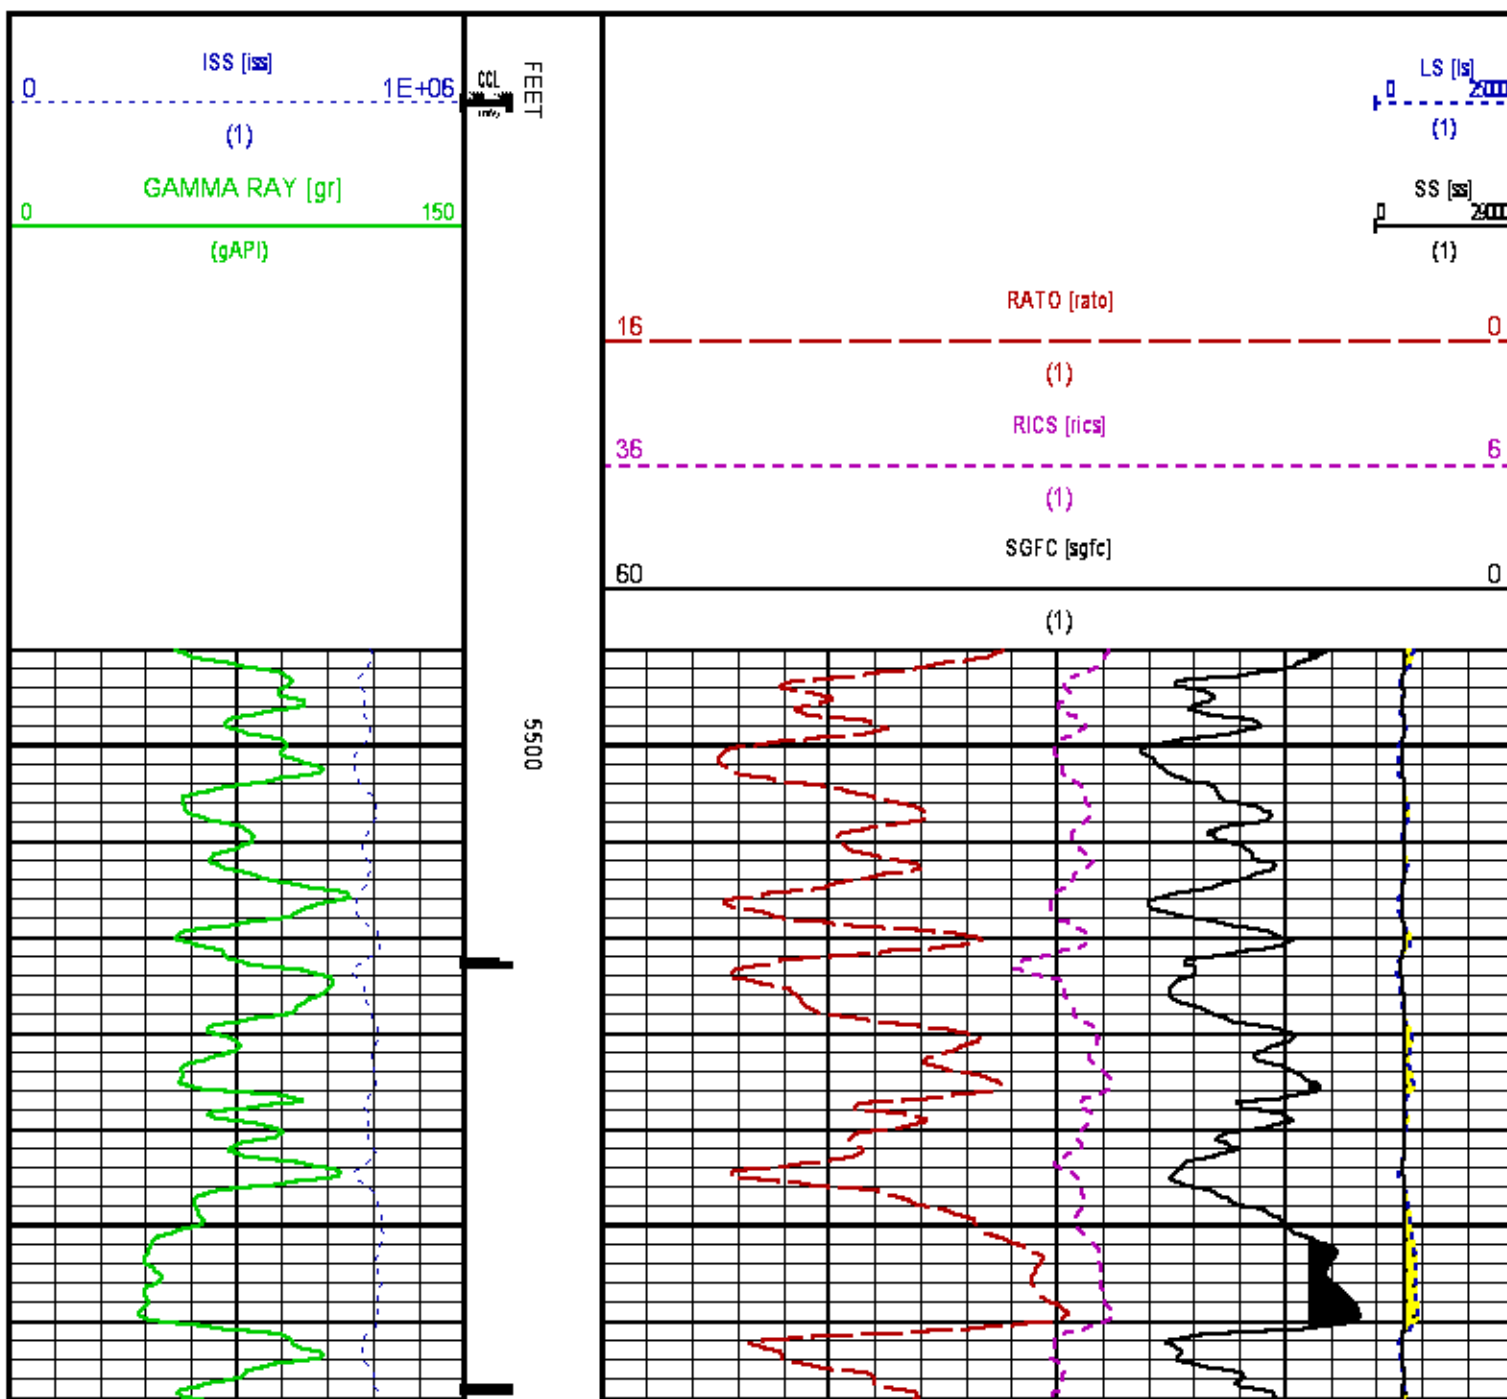 ISS [iss]
0 1E+06
(1)
GAMMA RAY [gr]
0 150
(gAPI)
CCL
FEET
LS [ls]
0 25000
(1)
SS [ss]
0 29000
(1)
RATO [rato]
16 0
(1)
RICS [rics]
36 6
(1)
SGFC [sgfc]
60 0
(1)
5500